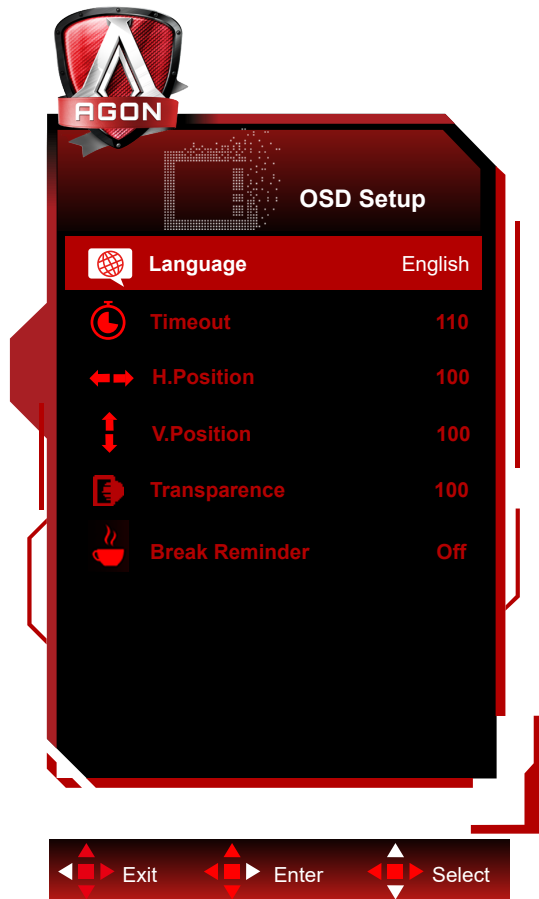 AGON
OSD Setup
Language English
Timeout 110
H.Position 100
V.Position 100
Transparence 100
Break Reminder Off
Exit Enter Select